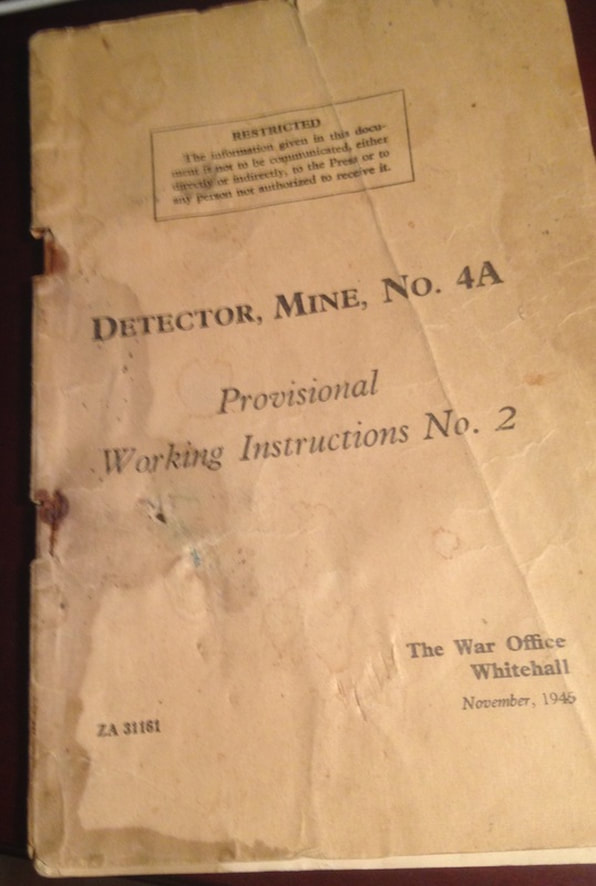 RESTRICTED
The information given in this docu-
ment is not to be communicated, either
directly or indirectly, to the Press or to
any person not authorized to receive it.
DETECTOR, MINE, NO. 4A
Provisional
Working Instructions No. 2
The War Office
Whitehall
November, 1946
ZA 31161